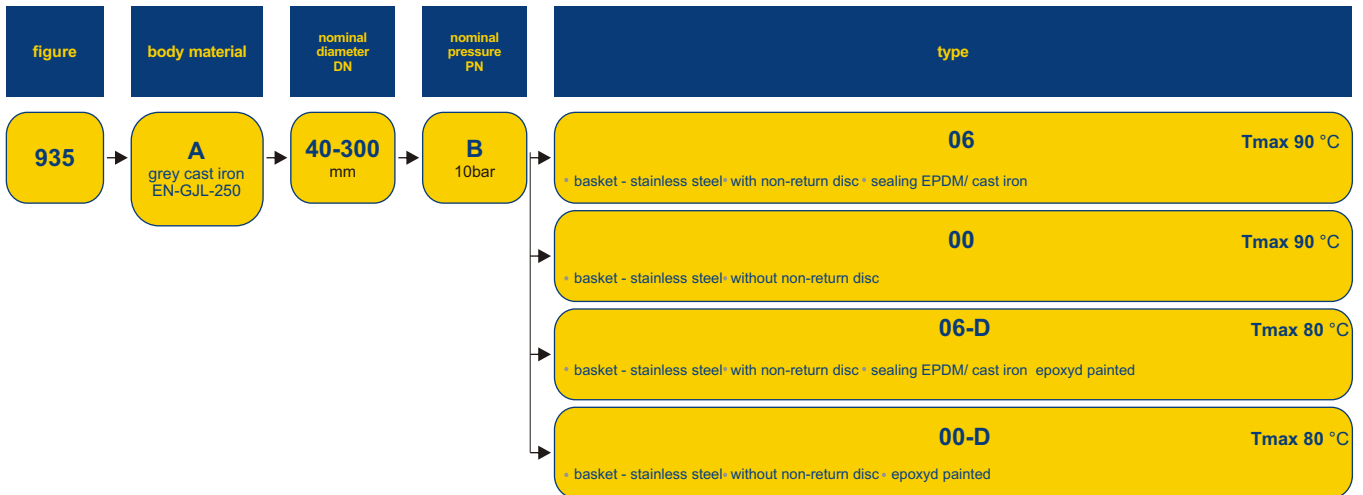 figure
body material
nominal
diameter
DN
nominal
pressure
PN
type
935
A
grey cast iron
EN-GJL-250
40-300
mm
B
10bar
06
Tmax 90 °C
• basket - stainless steel • with non-return disc • sealing EPDM/ cast iron
00
Tmax 90 °C
• basket - stainless steel • without non-return disc
06-D
Tmax 80 °C
• basket - stainless steel • with non-return disc • sealing EPDM/ cast iron epoxyd painted
00-D
Tmax 80 °C
• basket - stainless steel • without non-return disc • epoxyd painted